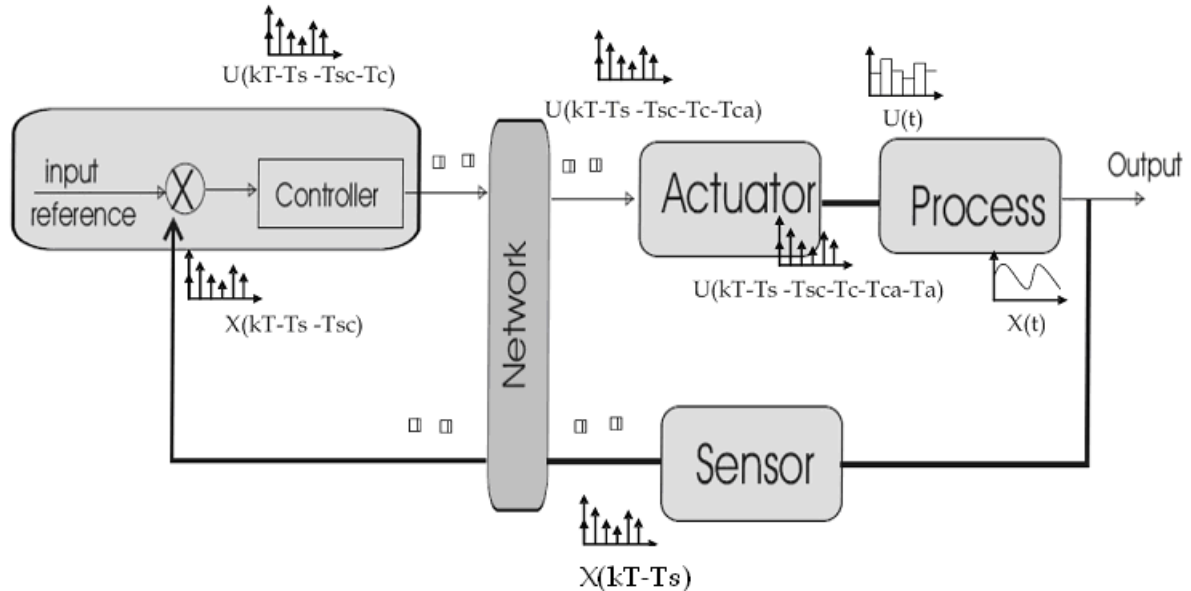 U(kT-Ts -Tsc-Tc)
U(kT-Ts -Tsc-Tc-Tca)
U(t)
input
reference
X
Controller
Network
Actuator
Process
Output
U(kT-Ts -Tsc-Tc-Tca-Ta)
X(kT-Ts -Tsc)
X(t)
Sensor
X(kT-Ts)